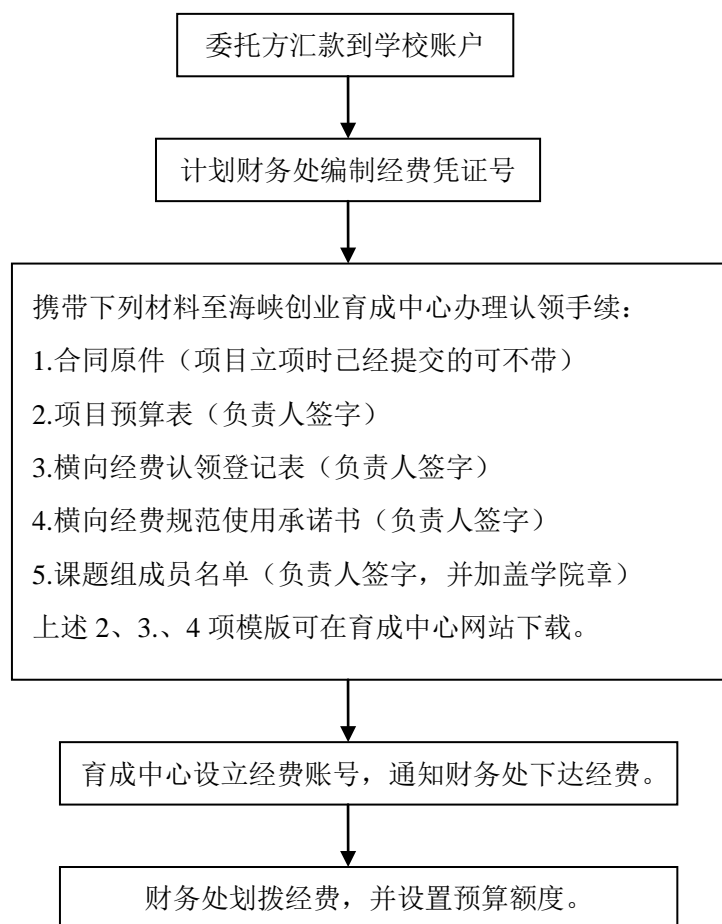 委托方汇款到学校账户
计划财务处编制经费凭证号
携带下列材料至海峡创业育成中心办理认领手续：
1.合同原件（项目立项时已经提交的可不带）
2.项目预算表（负责人签字）
3.横向经费认领登记表（负责人签字）
4.横向经费规范使用承诺书（负责人签字）
5.课题组成员名单（负责人签字，并加盖学院章）
上述 2、3.、4 项模版可在育成中心网站下载。
育成中心设立经费账号，通知财务处下达经费。
财务处划拨经费，并设置预算额度。